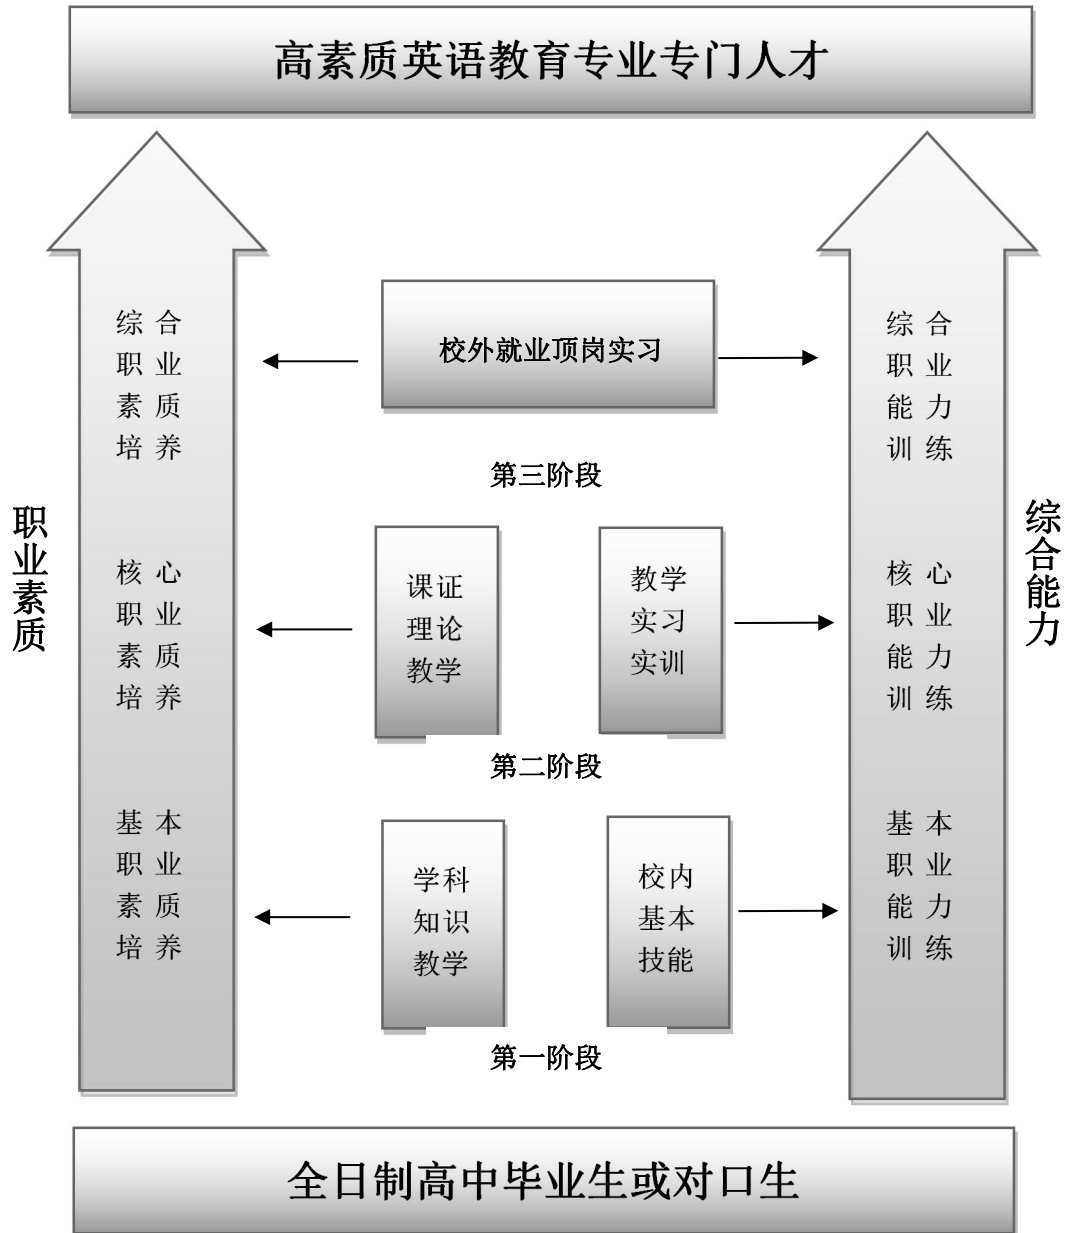 高素质英语教育专业专门人才
综合
职业
素质
培养
校外就业顶岗实习
综合
职业
能力
训练
第三阶段
职业素质
核心
职业
素质
培养
课证
理论
教学
教学
实习
实训
核心
职业
能力
训练
综合能力
第二阶段
基本
职业
素质
培养
学科
知识
教学
校内
基本
技能
基本
职业
能力
训练
第一阶段
全日制高中毕业生或对口生